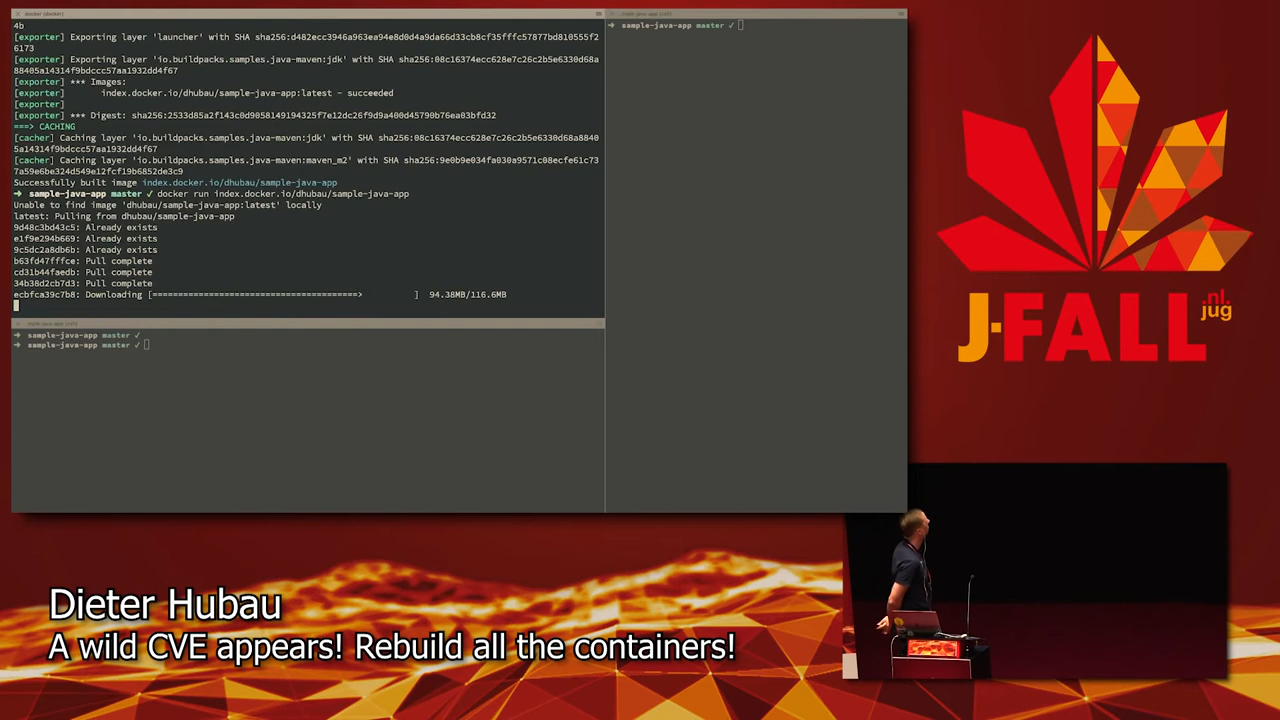 4b
[exporter] Exporting layer 'launcher' with SHA sha256:d482ecc3946a963ea94e8d0d4a9da66d33cb8cf35fffc57877bd810555f2
6173
[exporter] Exporting layer 'io.buildpacks.samples.java-maven:jdk' with SHA sha256:08c16374ecc628e7c26c2b5e6330d68a
88405a14314f9bdccc57aa1932dd4f67
[exporter] *** Images:
[exporter]       index.docker.io/dhubau/sample-java-app:latest - succeeded
[exporter]
[exporter] *** Digest: sha256:2533d85a2f143c0d9058149194325f7e12dc26f9d9a400d45790b76ea03bfd32
===> CACHING
[cacher] Caching layer 'io.buildpacks.samples.java-maven:jdk' with SHA sha256:08c16374ecc628e7c26c2b5e6330d68a8840
5a14314f9bdccc57aa1932dd4f67
[cacher] Caching layer 'io.buildpacks.samples.java-maven:maven_m2' with SHA sha256:9e0b9e034fa030a9571c08ecfe61c73
7a59e6be324d549e12fcf19b6852de3c9
Successfully built image index.docker.io/dhubau/sample-java-app
➜ sample-java-app master ✓ docker run index.docker.io/dhubau/sample-java-app
Unable to find image 'dhubau/sample-java-app:latest' locally
latest: Pulling from dhubau/sample-java-app
9d48c3bd43c5: Already exists
e1f9e294b669: Already exists
9c5dc2a8db6b: Already exists
b63fd47fffce: Pull complete
cd31b44faedb: Pull complete
34b38d2cb7d3: Pull complete
ecbfca39c7b8: Downloading [========================================>          ] 94.38MB/116.6MB
➜ sample-java-app master ✓
➜ sample-java-app master ✓
➜ sample-java-app master ✓
J-FALL
nl.
jug
Dieter Hubau
A wild CVE appears! Rebuild all the containers!